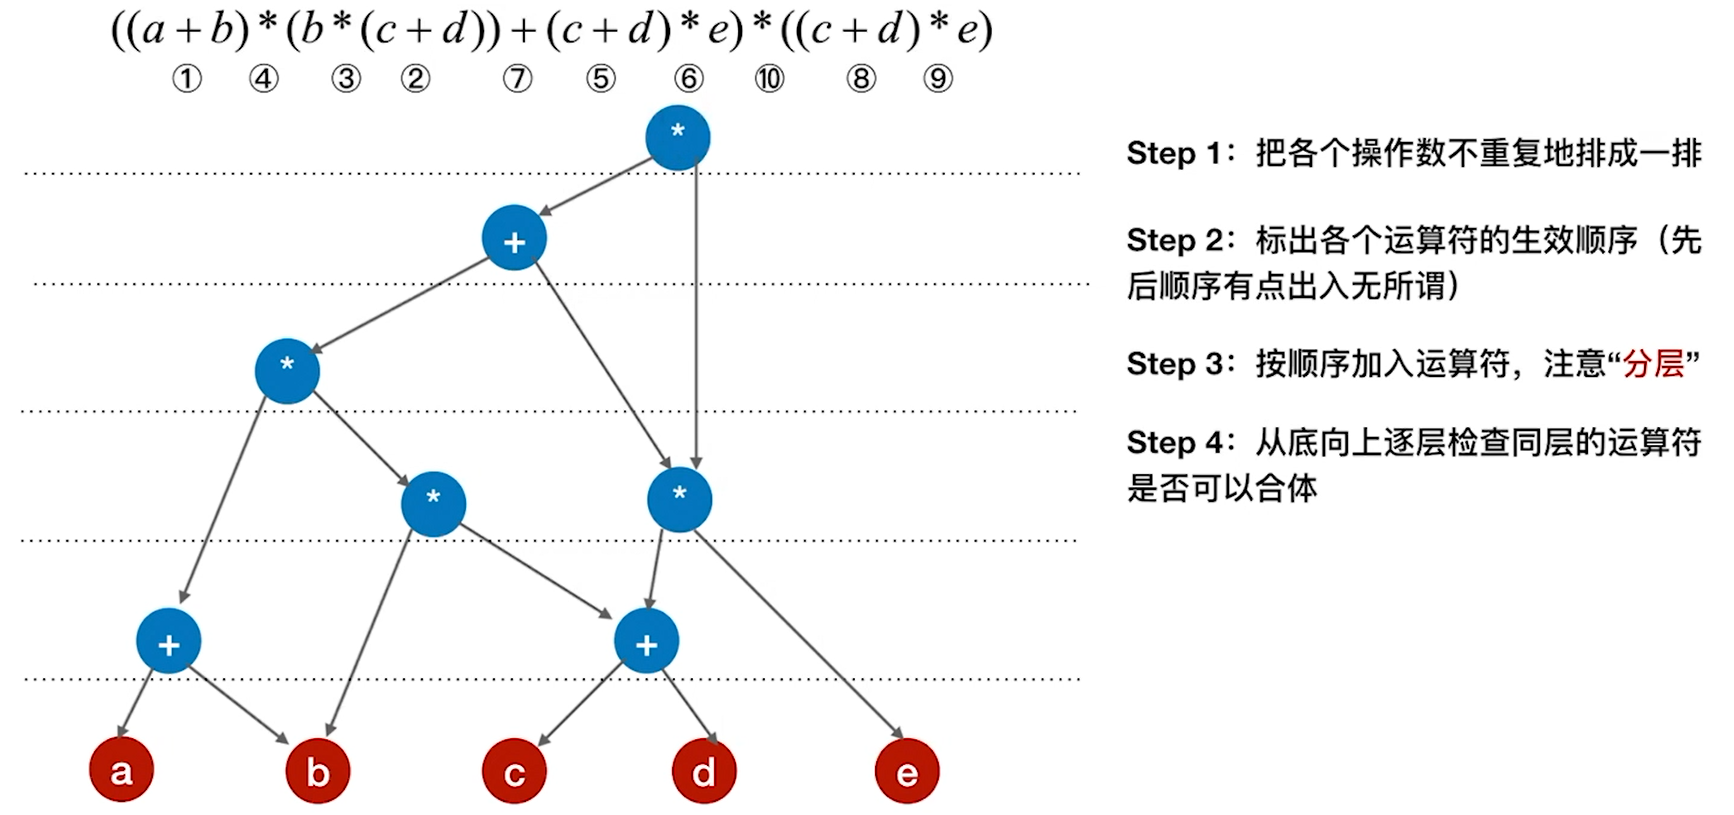 ((a + b) * (b * (c + d)) + (c + d) * e) * ((c + d) * e)
① ④ ③ ② ⑦ ⑤ ⑥ ⑩ ⑧ ⑨
*
+
*
*
*
+
+
a
b
c
d
e
Step 1：把各个操作数不重复地排成一排
Step 2：标出各个运算符的生效顺序（先
后顺序有点出入无所谓）
Step 3：按顺序加入运算符，注意“分层”
Step 4：从底向上逐层检查同层的运算符
是否可以合体